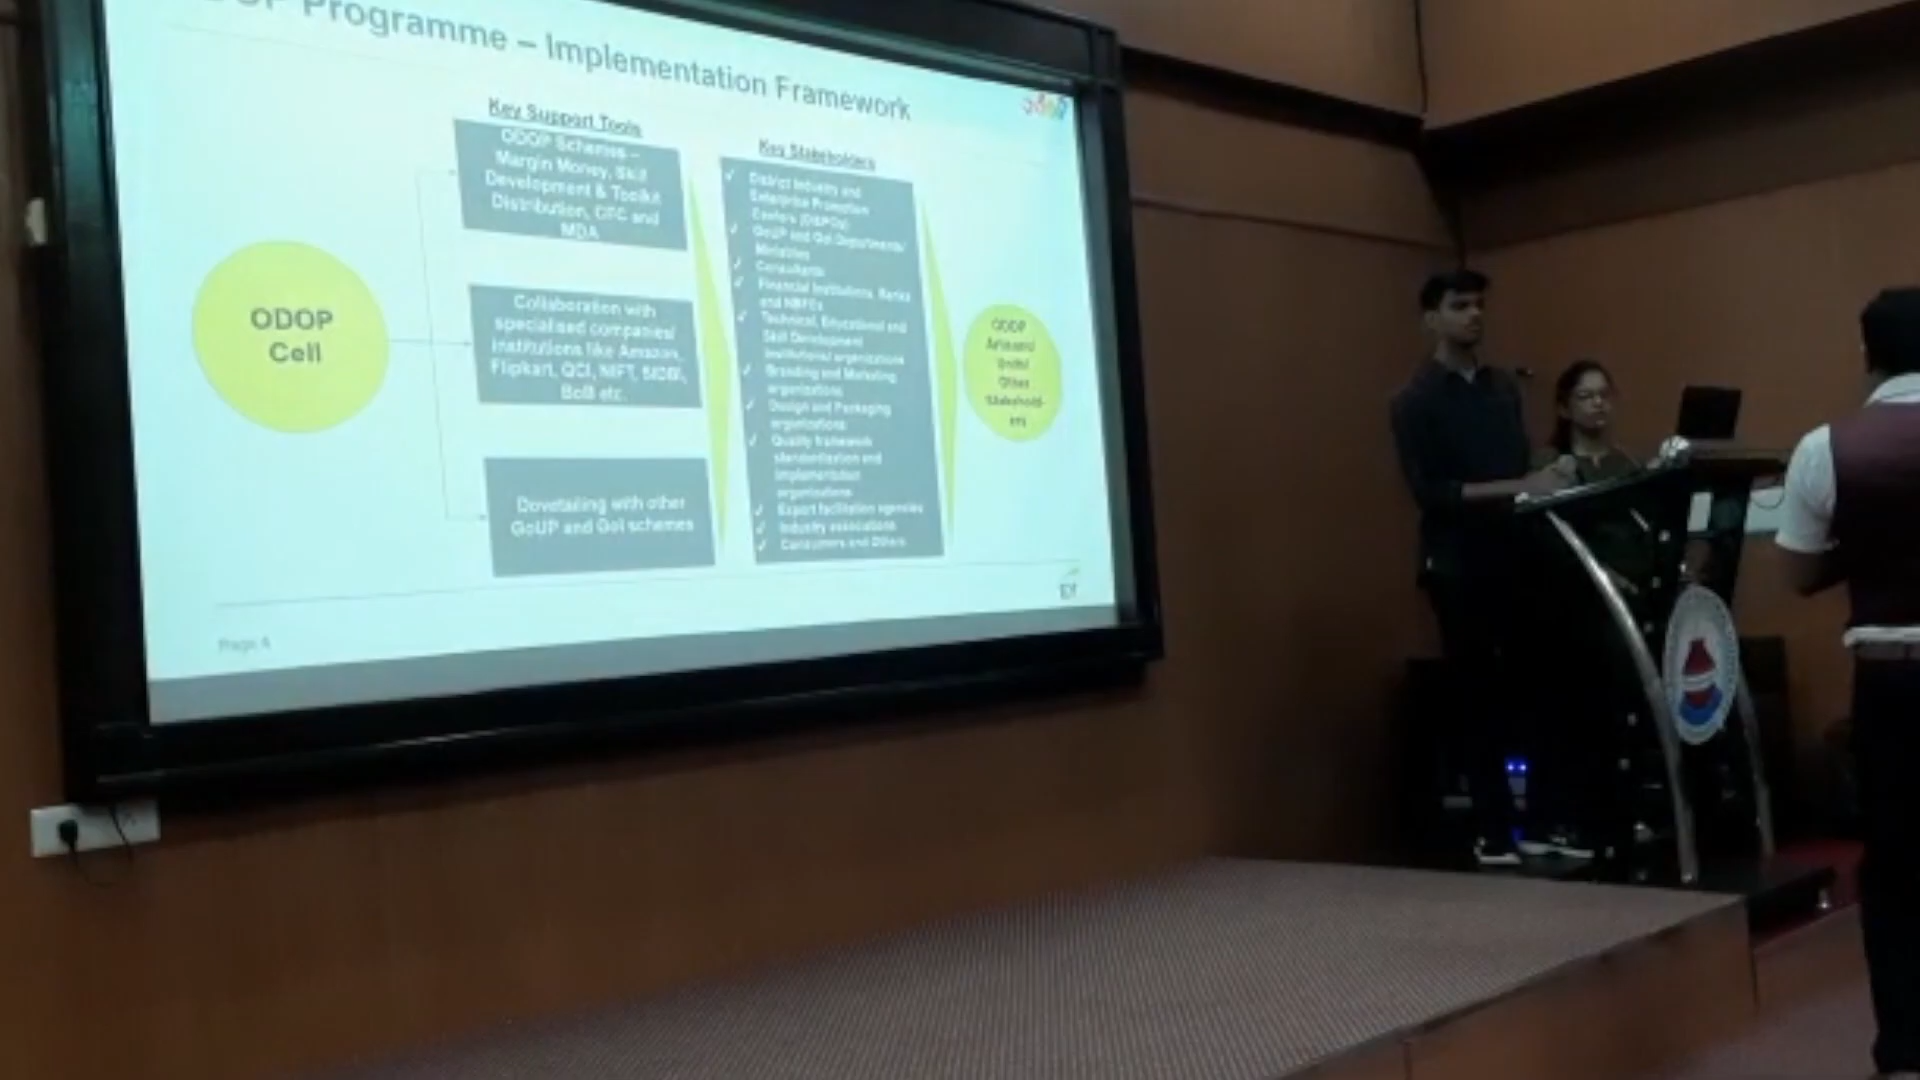 Programme – Implementation Framework
Key Support Tools
ODOP Schemes –
Margin Money, Skill
Development & Toolkit
Distribution, CFC and
MDA
Key Stakeholders
✓ District Industry and
Enterprise Promotion
Centers
✓ GoUP and GoI Departments/
Ministries
✓ Consultants
✓ Financial Institutions, Banks
and NBFCs
✓ Technical, Educational and
Skill Development
Institutions/ organizations
✓ Branding and Marketing
organizations
✓ Design and Packaging
organizations
✓ Quality framework
standardisation and
implementation
organizations
✓ Export facilitation agencies
✓ Industry associations
✓ Consumers and Others
ODOP
Cell
Collaboration with
specialised companies/
institutions like Amazon,
Flipkart, QCI, NIFT, SIDBI,
BoB etc.
Dovetailing with other
GoUP and GoI schemes
ODOP
Artisans/
Units/
Other
Stakehold-
ers
EY
Page 4